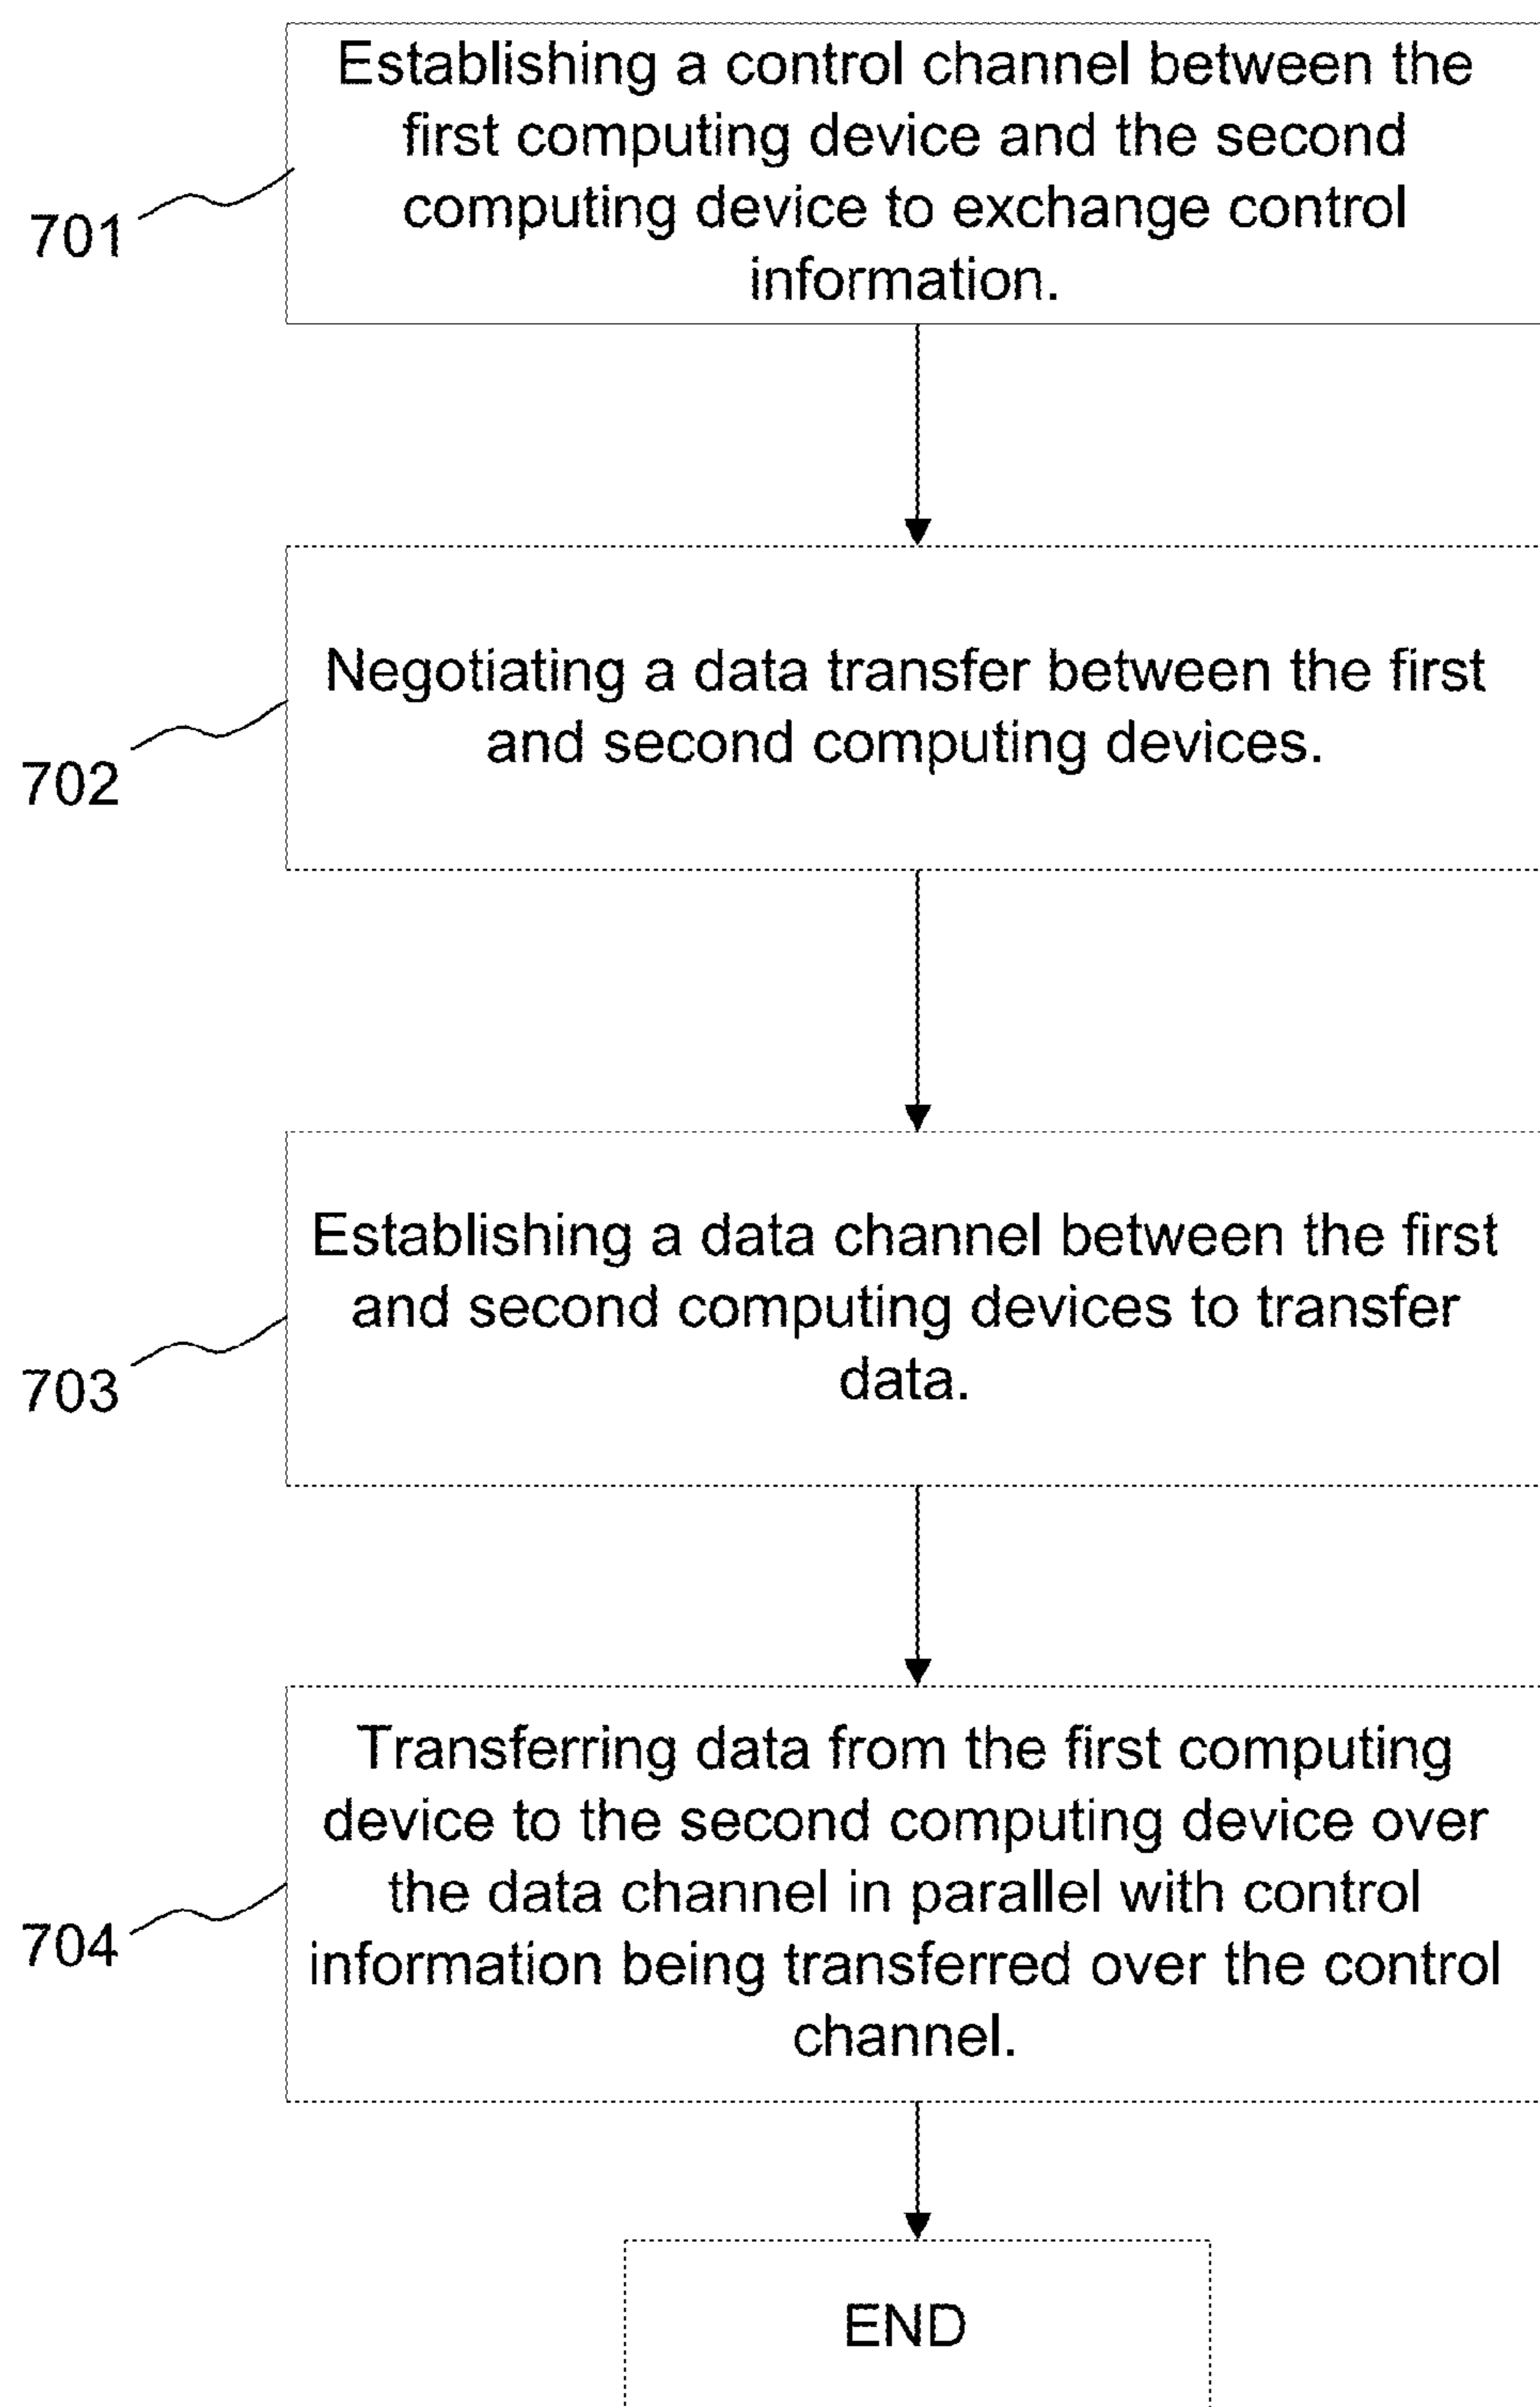 Establishing a control channel between the
first computing device and the second
computing device to exchange control
information.
701
Negotiating a data transfer between the first
and second computing devices.
702
Establishing a data channel between the first
and second computing devices to transfer
data.
703
Transferring data from the first computing
device to the second computing device over
the data channel in parallel with control
information being transferred over the control
channel.
704
END